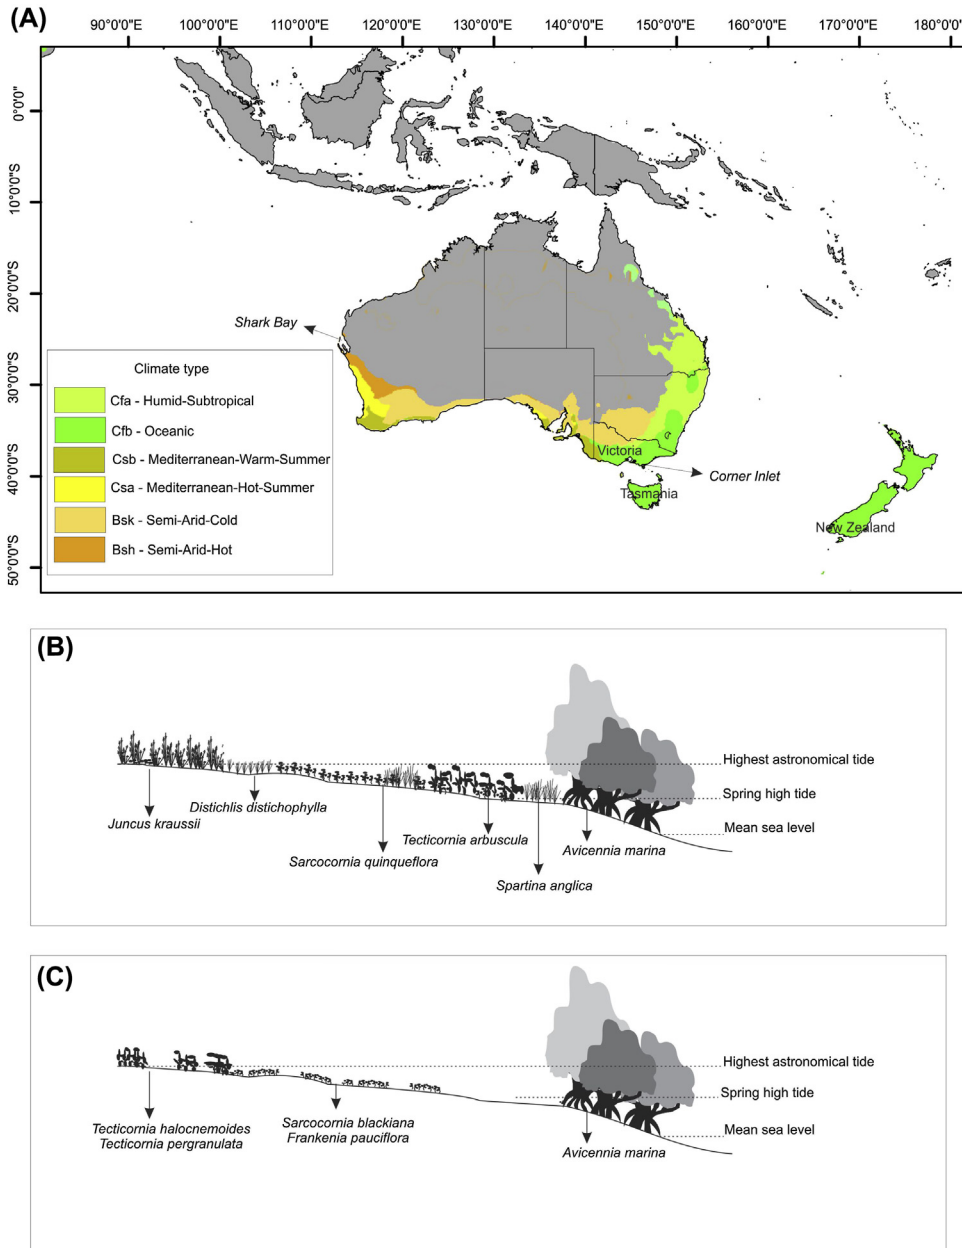 (A)
90°0'0"E 100°0'0"E 110°0'0"E 120°0'0"E 130°0'0"E 140°0'0"E 150°0'0"E 160°0'0"E 170°0'0"E
0°0'0"
10°0'0"S
20°0'0"S
30°0'0"S
40°0'0"S
50°0'0"S
Shark Bay
Climate type
Cfa - Humid-Subtropical
Cfb - Oceanic
Csb - Mediterranean-Warm-Summer
Csa - Mediterranean-Hot-Summer
Bsk - Semi-Arid-Cold
Bsh - Semi-Arid-Hot
Victoria
Corner Inlet
Tasmania
New Zealand
(B)
Highest astronomical tide
Spring high tide
Mean sea level
Distichlis distichophylla
Juncus kraussii
Tecticornia arbuscula
Avicennia marina
Sarcocornia quinqueflora
Spartina anglica
(C)
Highest astronomical tide
Spring high tide
Mean sea level
Tecticornia halocnemoides
Tecticornia pergranulata
Sarcocornia blackiana
Frankenia pauciflora
Avicennia marina